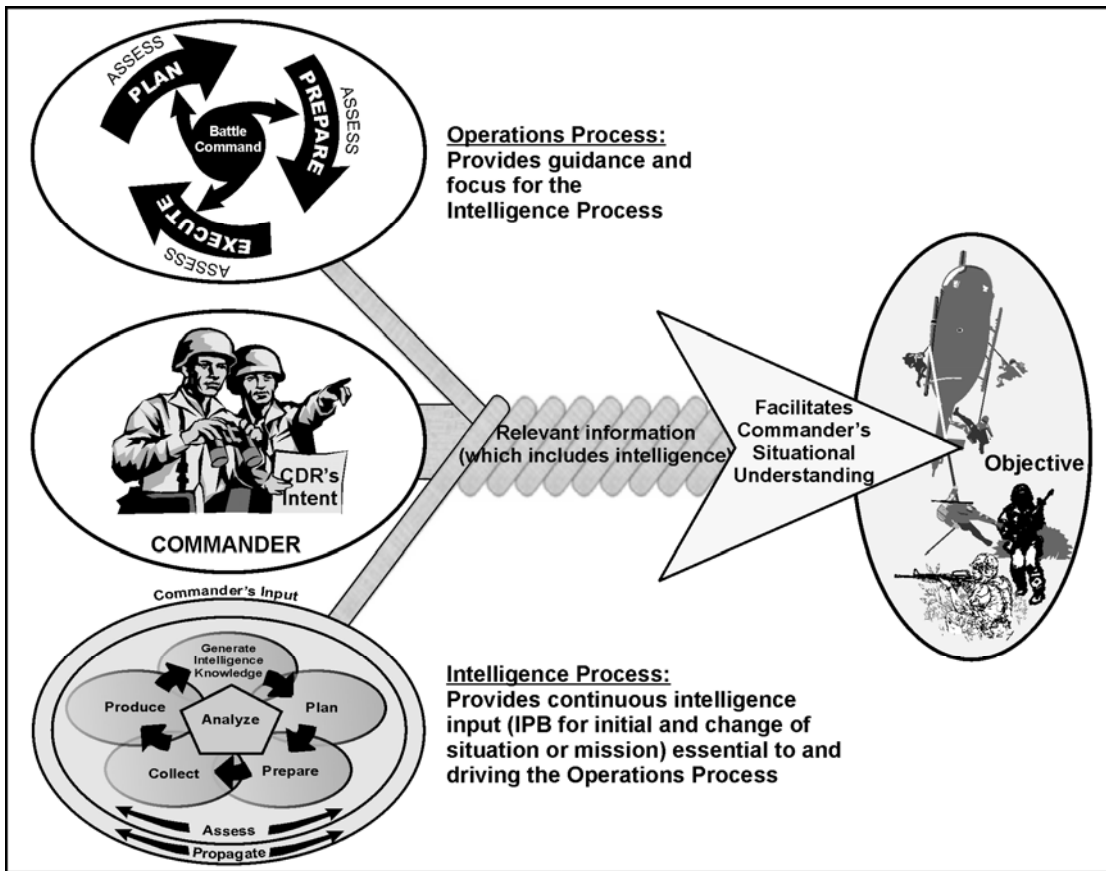 ASSESS
PLAN
PREPARE
ASSESS
Battle
Command
EXECUTE
ASSESS
Operations Process:
Provides guidance and
focus for the
Intelligence Process
CDR's
Intent
COMMANDER
Relevant information
(which includes intelligence)
Facilitates
Commander's
Situational
Understanding
Objective
Commander's Input
Generate
Intelligence
Knowledge
Produce
Analyze
Plan
Collect
Prepare
Assess
Propagate
Intelligence Process:
Provides continuous intelligence
input (IPB for initial and change of
situation or mission) essential to and
driving the Operations Process